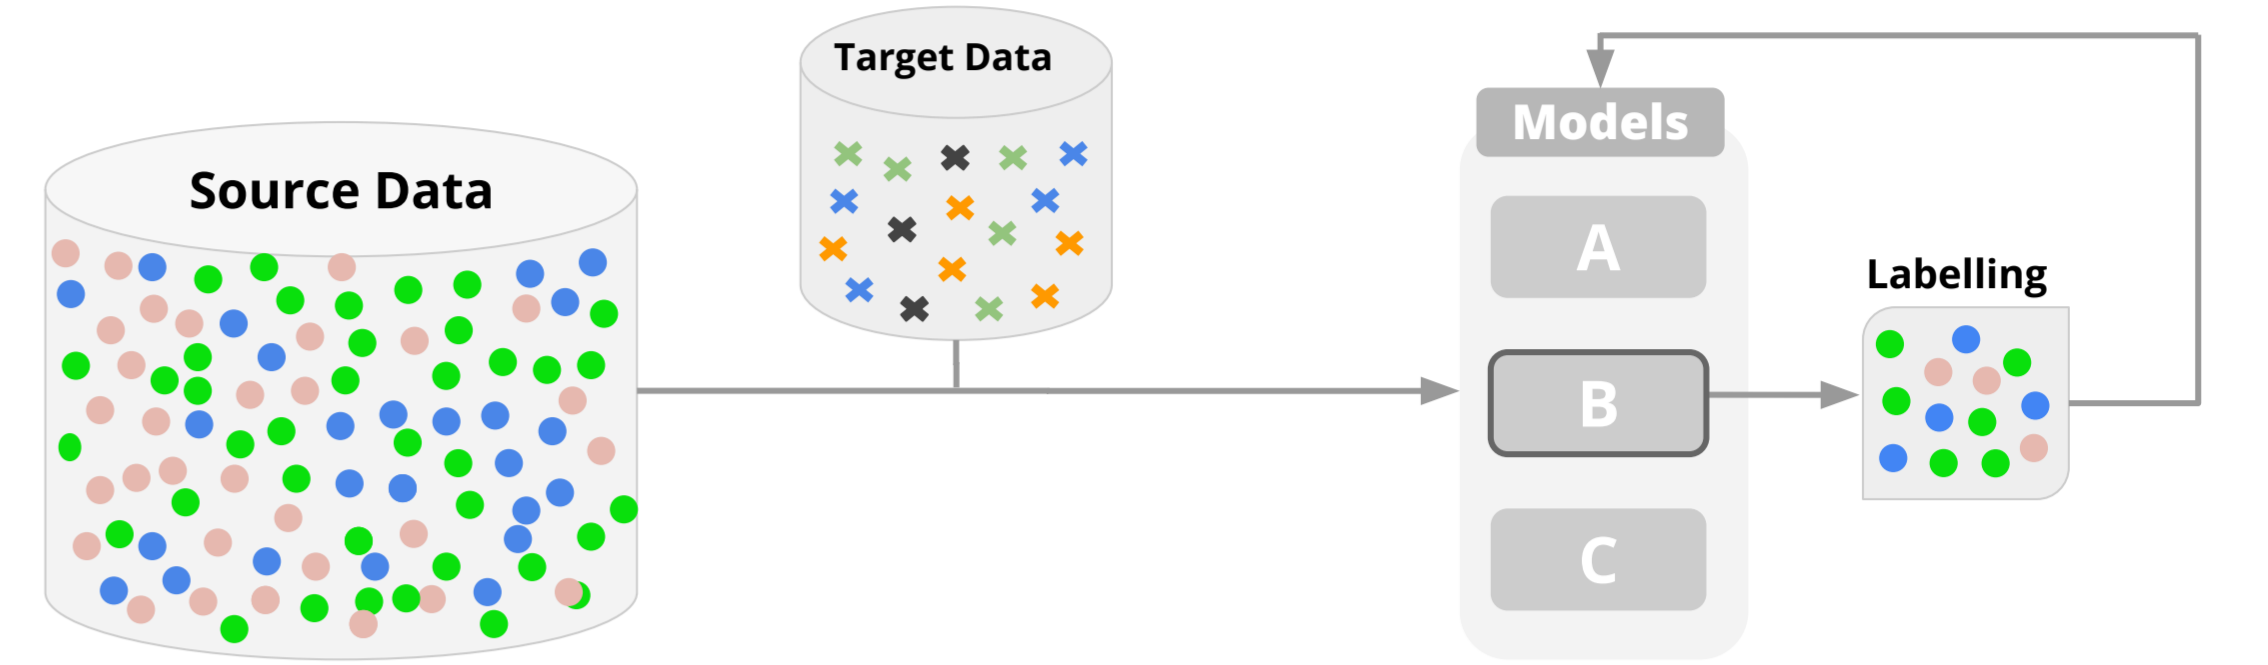 Source Data
Target Data
Models
A
B
C
Labelling